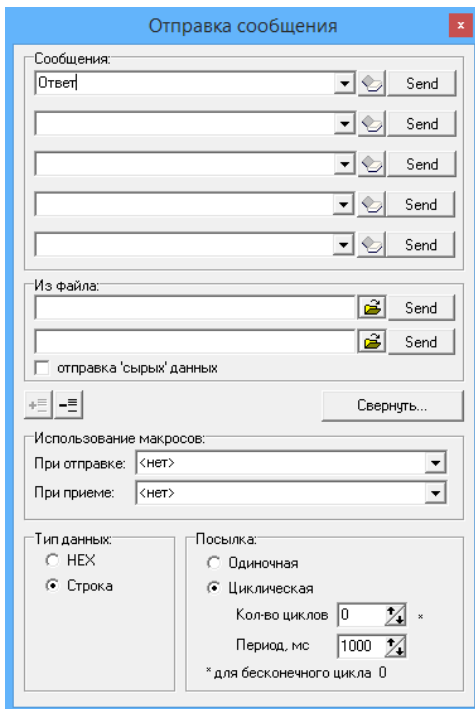 Отправка сообщения
x
Сообщения:
Ответ
Send
Send
Send
Send
Send
Из файла:
Send
Send
отправка 'сырых' данных
Свернуть...
Использование макросов:
При отправке: <нет>
При приеме: <нет>
Тип данных:
HEX
Строка
Посылка:
Одиночная
Циклическая
Кол-во циклов 0 *
Период, мс 1000
* для бесконечного цикла 0